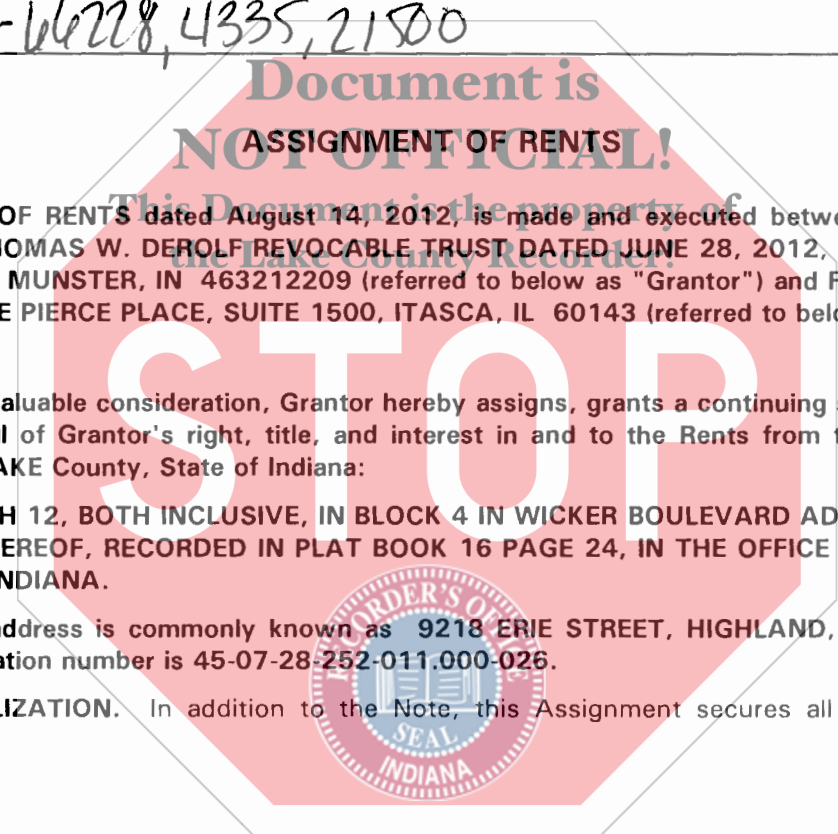 -66228, 4335, 21500
Document is
NOT OFFICIAL!
ASSIGNMENT OF RENTS
This Document is the property of
the Lake County Recorder!
OF RENTS dated August 14, 2012, is made and executed betwe
OMAS W. DEROLF REVOCABLE TRUST DATED JUNE 28, 2012,
MUNSTER, IN 463212209 (referred to below as "Grantor") and F
E PIERCE PLACE, SUITE 1500, ITASCA, IL 60143 (referred to belo
STOP
aluable consideration, Grantor hereby assigns, grants a continuing
l of Grantor's right, title, and interest in and to the Rents from t
AKE County, State of Indiana:
H 12, BOTH INCLUSIVE, IN BLOCK 4 IN WICKER BOULEVARD AD
EREOF, RECORDED IN PLAT BOOK 16 PAGE 24, IN THE OFFICE
NDIANA.
ddress is commonly known as 9218 ERIE STREET, HIGHLAND,
ation number is 45-07-28-252-011.000-026.
LIZATION. In addition to the Note, this Assignment secures all
RECORDER'S OFFICE
SEAL
INDIANA